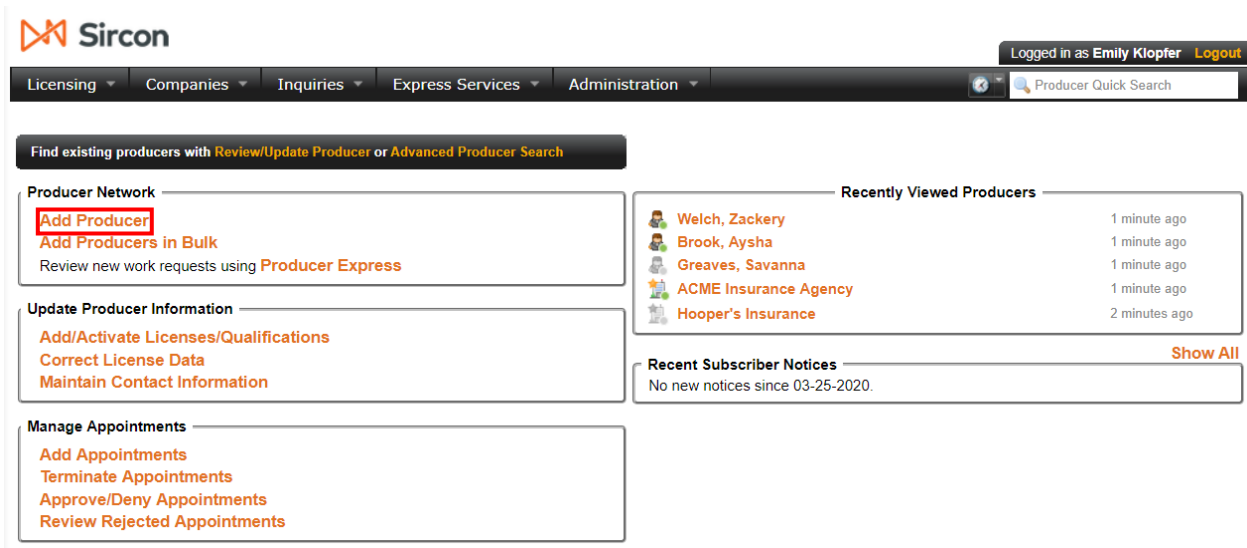 Sircon
Logged in as Emily Klopfer Logout
Licensing Companies Inquiries Express Services Administration
Producer Quick Search
Find existing producers with Review/Update Producer or Advanced Producer Search
Producer Network
Add Producer
Add Producers in Bulk
Review new work requests using Producer Express
Update Producer Information
Add/Activate Licenses/Qualifications
Correct License Data
Maintain Contact Information
Manage Appointments
Add Appointments
Terminate Appointments
Approve/Deny Appointments
Review Rejected Appointments
Recently Viewed Producers
Welch, Zackery 1 minute ago
Brook, Aysha 1 minute ago
Greaves, Savanna 1 minute ago
ACME Insurance Agency 1 minute ago
Hooper's Insurance 2 minutes ago
Show All
Recent Subscriber Notices
No new notices since 03-25-2020.